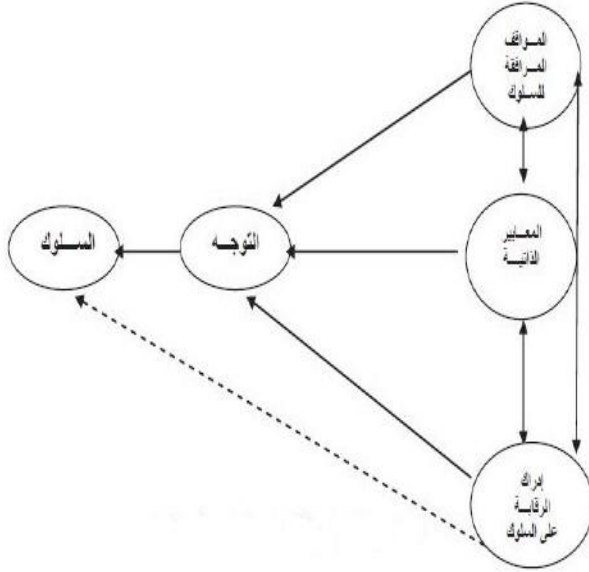 المواقف
المرافقة
للسلوك
المعايير
الذاتية
التوجه
السلوك
إدراك
الرقابة
على السلوك